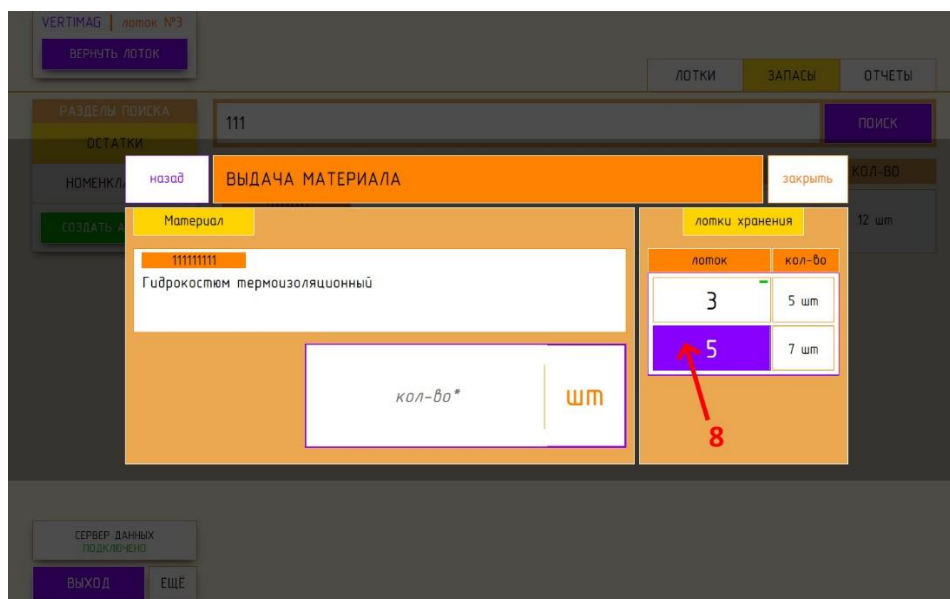 VERTIMAG | лоток №3
ВЕРНУТЬ ЛОТОК
ЛОТКИ ЗАПАСЫ ОТЧЕТЫ
РАЗДЕЛЫ ПОИСКА
111
ПОИСК
ОСТАТКИ
назад
ВЫДАЧА МАТЕРИАЛА
закрыть
НОМЕНКЛ
КОЛ-ВО
СОЗДАТЬ А
12 шт
Материал
лотки хранения
111111111
Гидрокостюм термоизоляционный
лоток кол-во
3 5 шт
5 7 шт
кол-во*
шт
8
СЕРВЕР ДАННЫХ
ПОДКЛЮЧЕНО
ВЫХОД ЕЩЁ